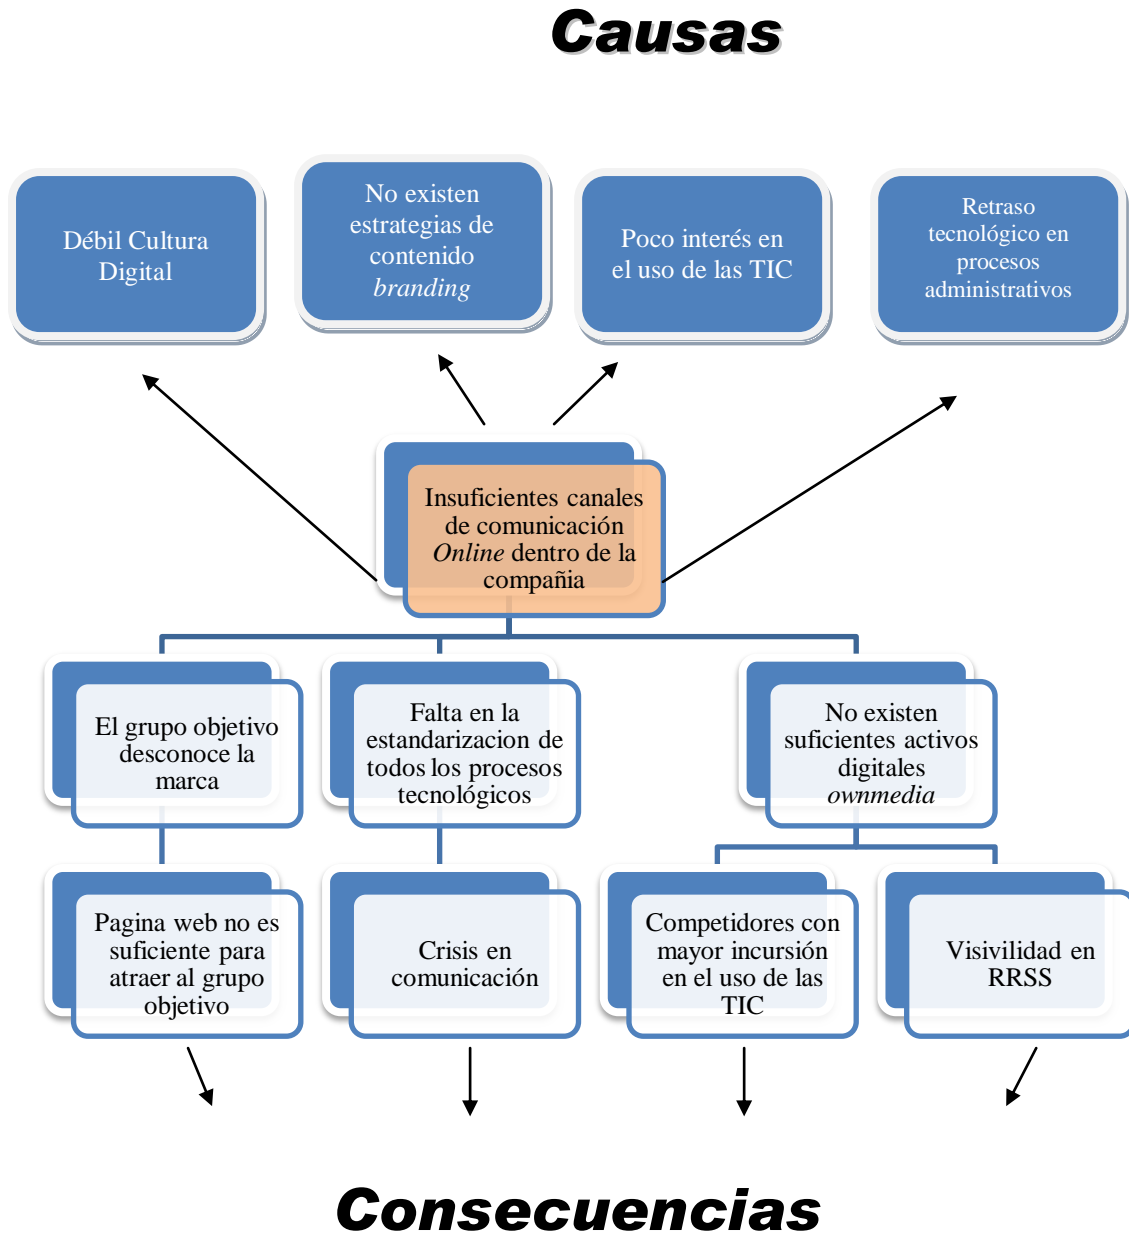 Causas
Débil Cultura
Digital
No existen
estrategias de
contenido
branding
Poco interés en
el uso de las TIC
Retraso
tecnológico en
procesos
administrativos
Insuficientes canales
de comunicación
Online dentro de la
compañia
El grupo objetivo
desconoce la
marca
Falta en la
estandarizacion de
todos los procesos
tecnológicos
No existen
suficientes activos
digitales
ownmedia
Pagina web no es
suficiente para
atraer al grupo
objetivo
Crisis en
comunicación
Competidores con
mayor incursión
en el uso de las
TIC
Visivilidad en
RRSS
Consecuencias